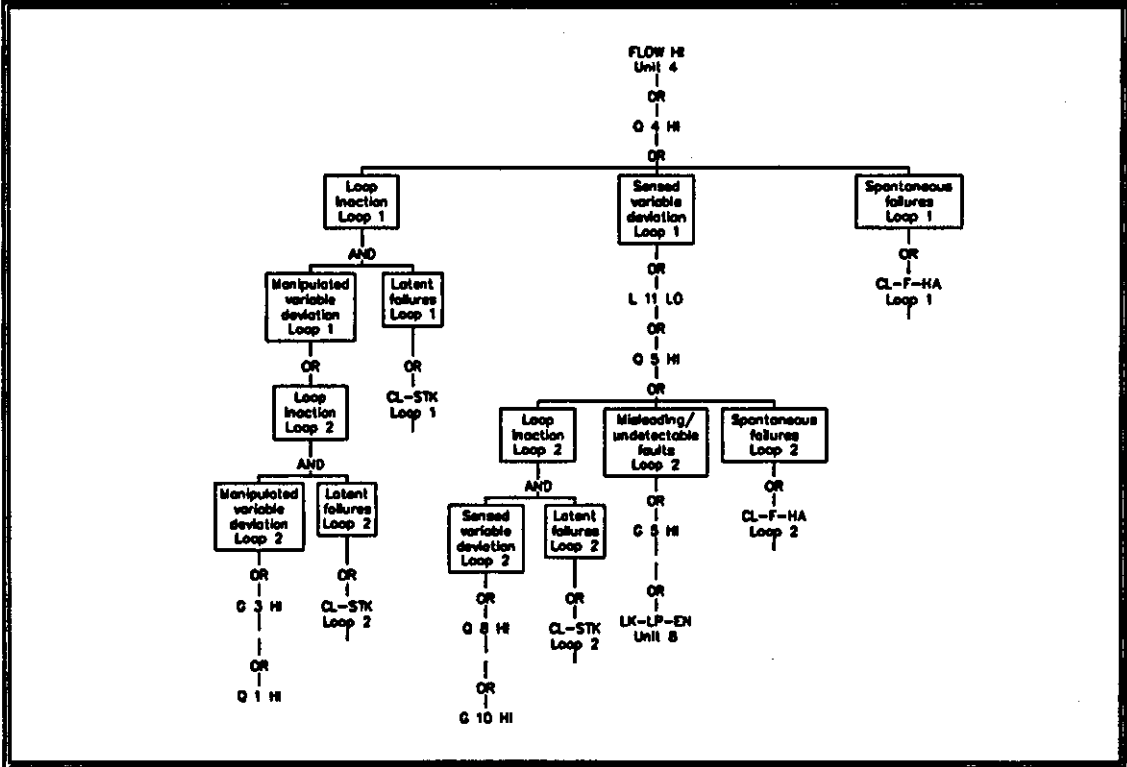 FLOW HI
Unit 4
OR
Q 4 HI
OR
Loop
Inaction
Loop 1
Sensed
variable
deviation
Loop 1
Spontaneous
failures
Loop 1
AND
OR
OR
Manipulated
variable
deviation
Loop 1
Latent
failures
Loop 1
L 11 LO
CL-F-HA
Loop 1
OR
Q 5 HI
OR
OR
OR
Loop
Inaction
Loop 2
CL-STK
Loop 1
Loop
Inaction
Loop 2
Misleading/
undetectable
faults
Loop 2
Spontaneous
failures
Loop 2
AND
AND
OR
OR
Manipulated
variable
deviation
Loop 2
Latent
failures
Loop 2
Sensed
variable
deviation
Loop 2
Latent
failures
Loop 2
G 5 HI
CL-F-HA
Loop 2
OR
OR
OR
OR
OR
G 3 HI
CL-STK
Loop 2
Q 8 HI
CL-STK
Loop 2
LK-LP-EN
Unit 8
OR
OR
Q 1 HI
G 10 HI